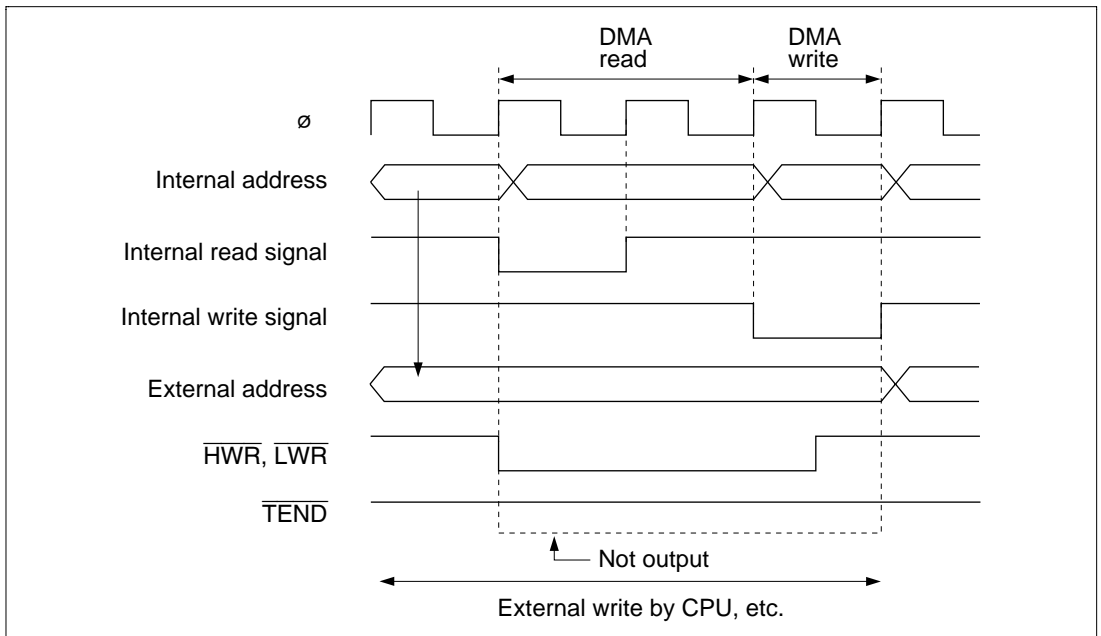 DMA
read
DMA
write
ø
Internal address
Internal read signal
Internal write signal
External address
HWR, LWR
TEND
Not output
External write by CPU, etc.